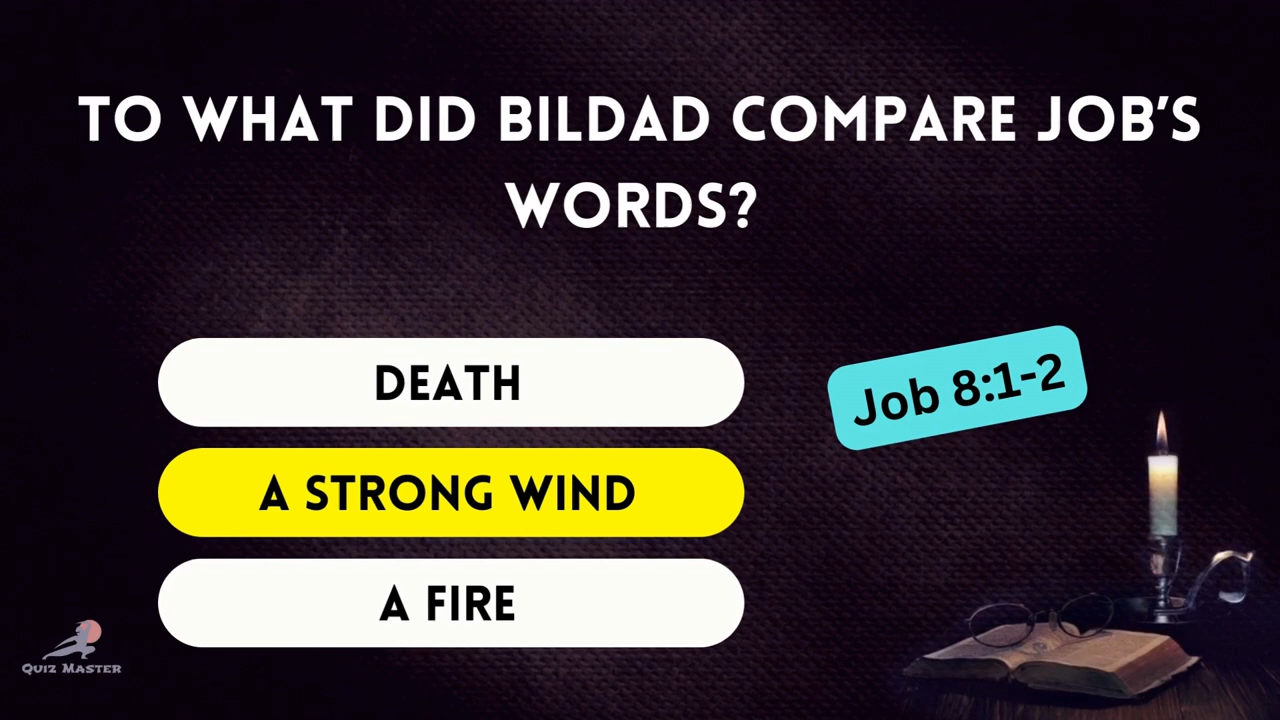 TO WHAT DID BILDAD COMPARE JOB'S
WORDS?
DEATH
Job 8:1-2
A STRONG WIND
A FIRE
QUIZ MASTER